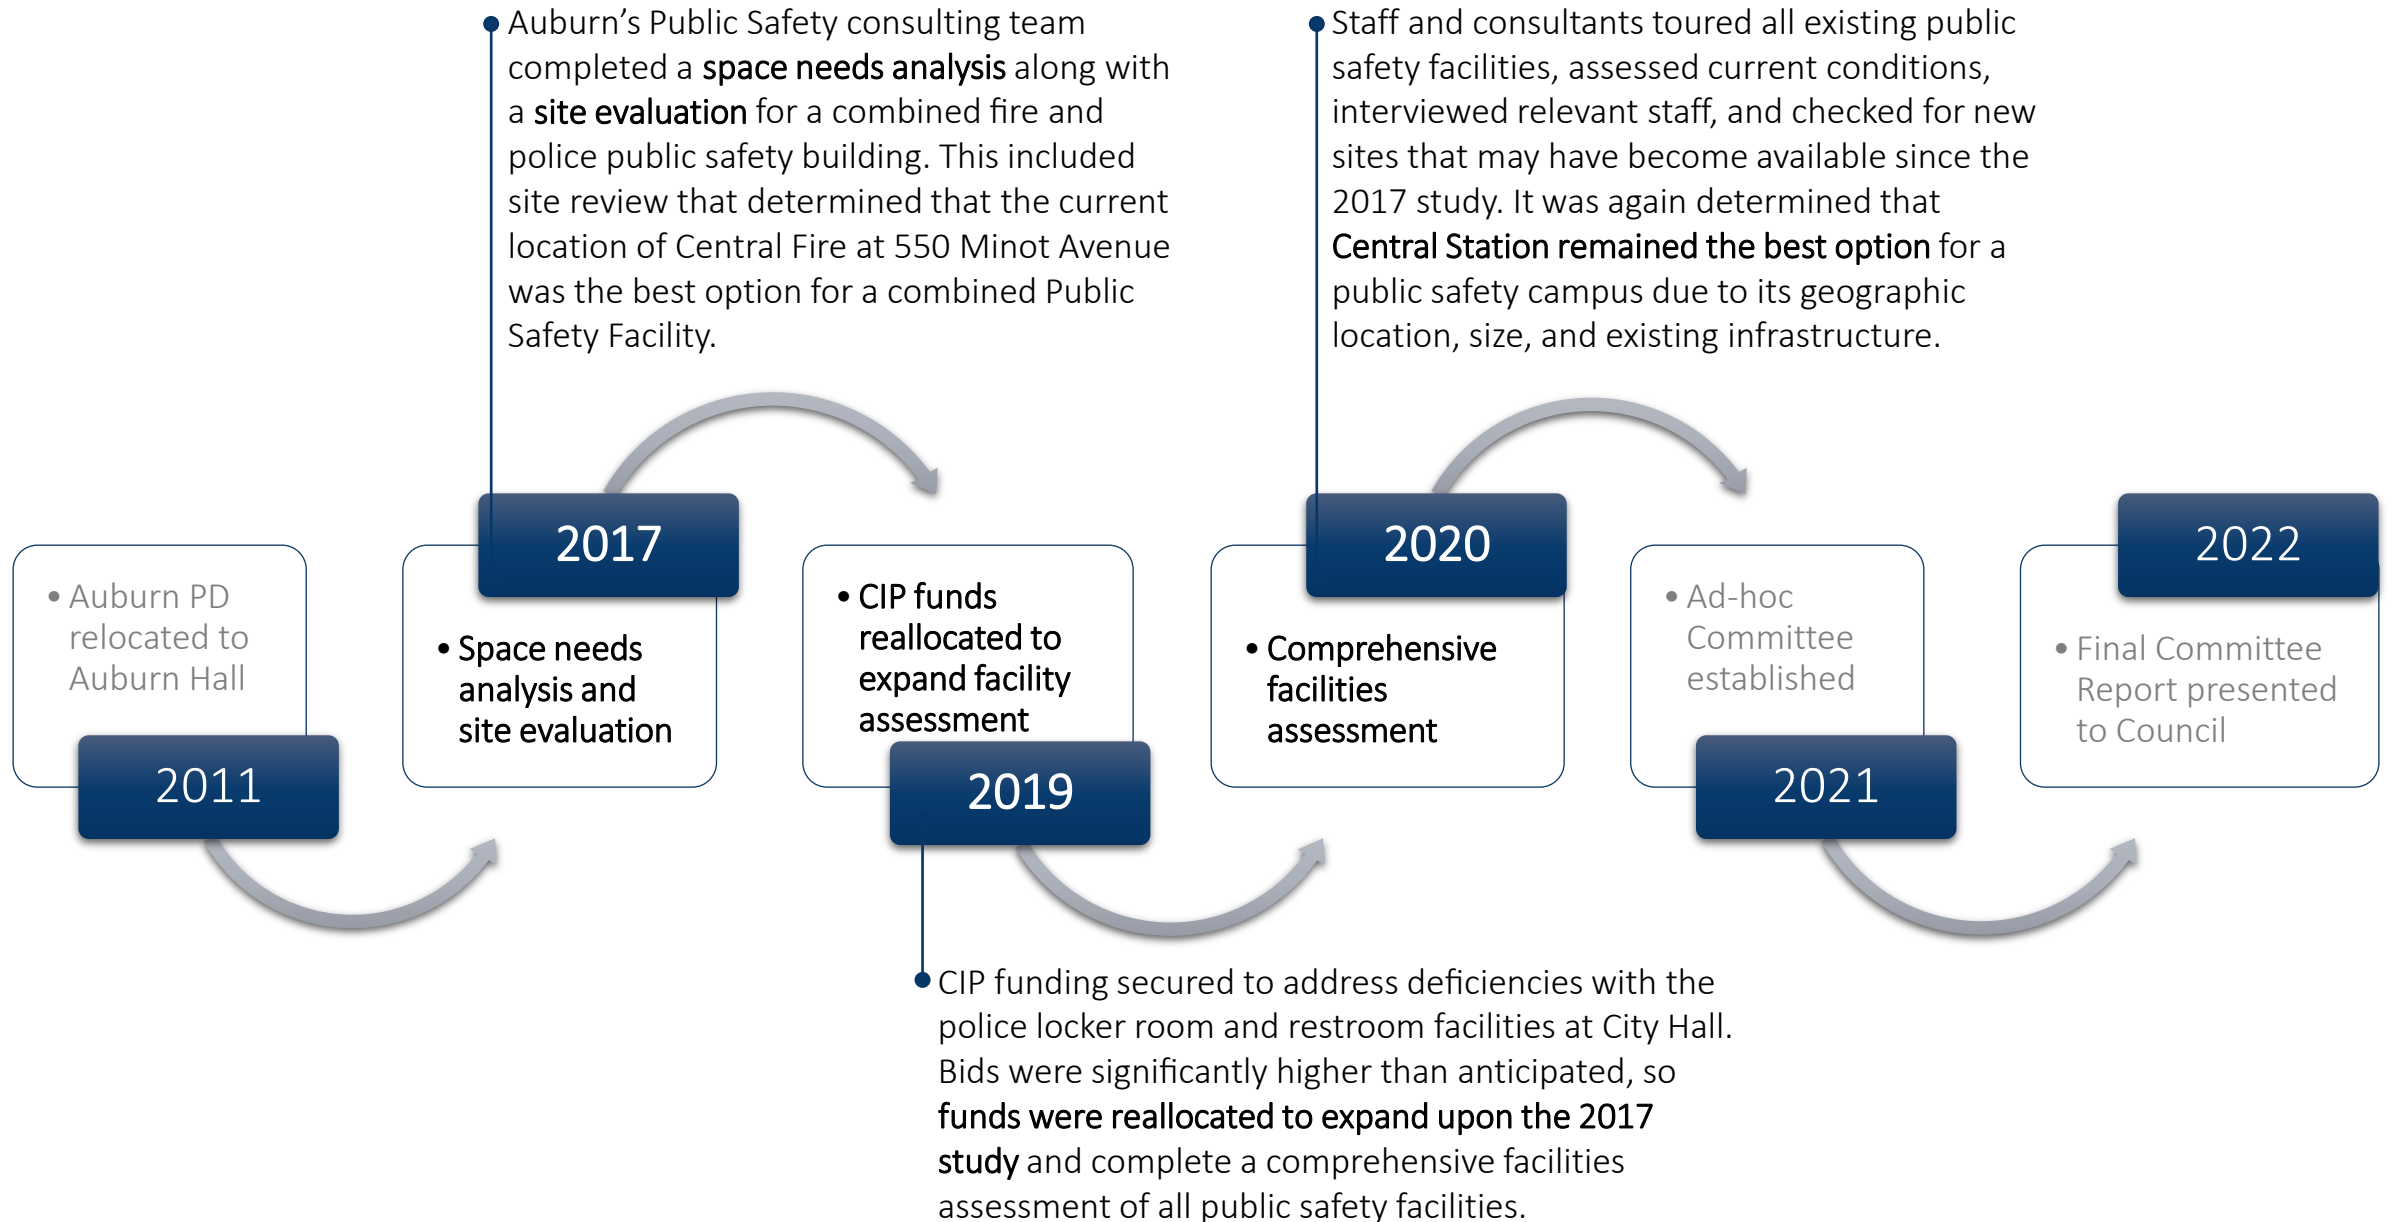 Auburn’s Public Safety consulting team
completed a space needs analysis along with
a site evaluation for a combined fire and
police public safety building. This included
site review that determined that the current
location of Central Fire at 550 Minot Avenue
was the best option for a combined Public
Safety Facility.
Staff and consultants toured all existing public
safety facilities, assessed current conditions,
interviewed relevant staff, and checked for new
sites that may have become available since the
2017 study. It was again determined that
Central Station remained the best option for a
public safety campus due to its geographic
location, size, and existing infrastructure.
• Auburn PD
relocated to
Auburn Hall
2011
2017
• Space needs
analysis and
site evaluation
• CIP funds
reallocated to
expand facility
assessment
2019
2020
• Comprehensive
facilities
assessment
• Ad-hoc
Committee
established
2021
2022
• Final Committee
Report presented
to Council
CIP funding secured to address deficiencies with the
police locker room and restroom facilities at City Hall.
Bids were significantly higher than anticipated, so
funds were reallocated to expand upon the 2017
study and complete a comprehensive facilities
assessment of all public safety facilities.